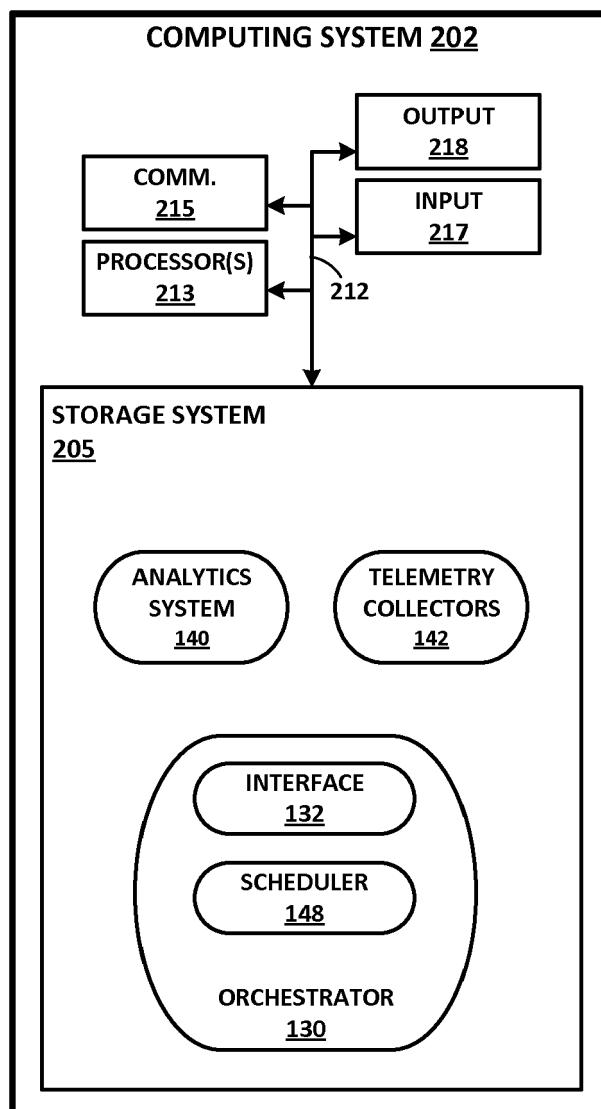 COMPUTING SYSTEM 202
OUTPUT
218
COMM.
215
INPUT
217
PROCESSOR(S)
213
212
STORAGE SYSTEM
205
ANALYTICS
SYSTEM
140
TELEMETRY
COLLECTORS
142
INTERFACE
132
SCHEDULER
148
ORCHESTRATOR
130